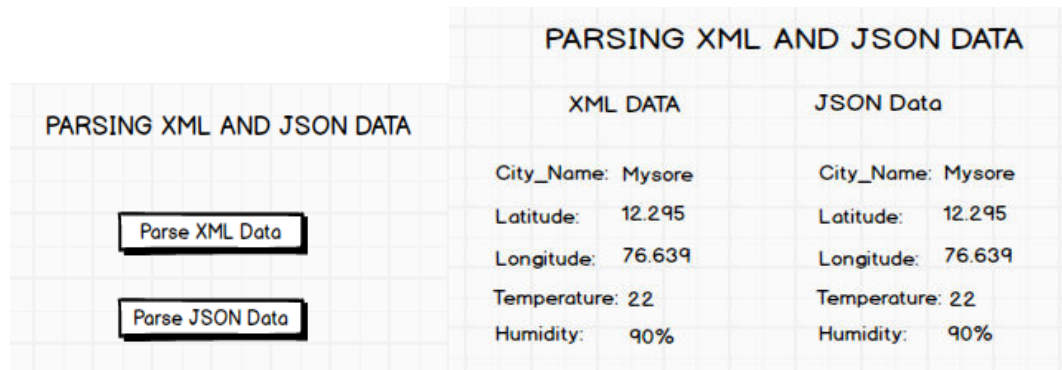 PARSING XML AND JSON DATA
Parse XML Data
Parse JSON Data
PARSING XML AND JSON DATA
XML DATA
City_Name: Mysore
Latitude: 12.295
Longitude: 76.639
Temperature: 22
Humidity: 90%
JSON Data
City_Name: Mysore
Latitude: 12.295
Longitude: 76.639
Temperature: 22
Humidity: 90%